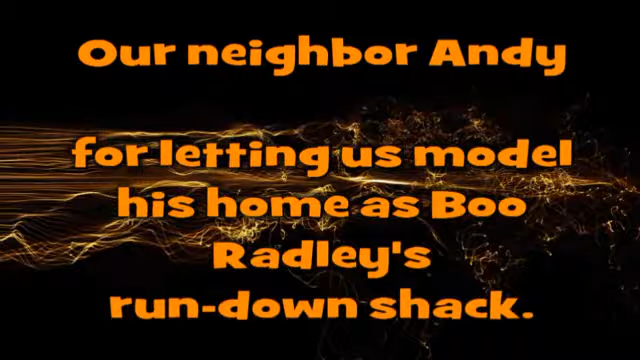 Our neighbor Andy
for letting us model
his home as Boo
Radley's
run-down shack.